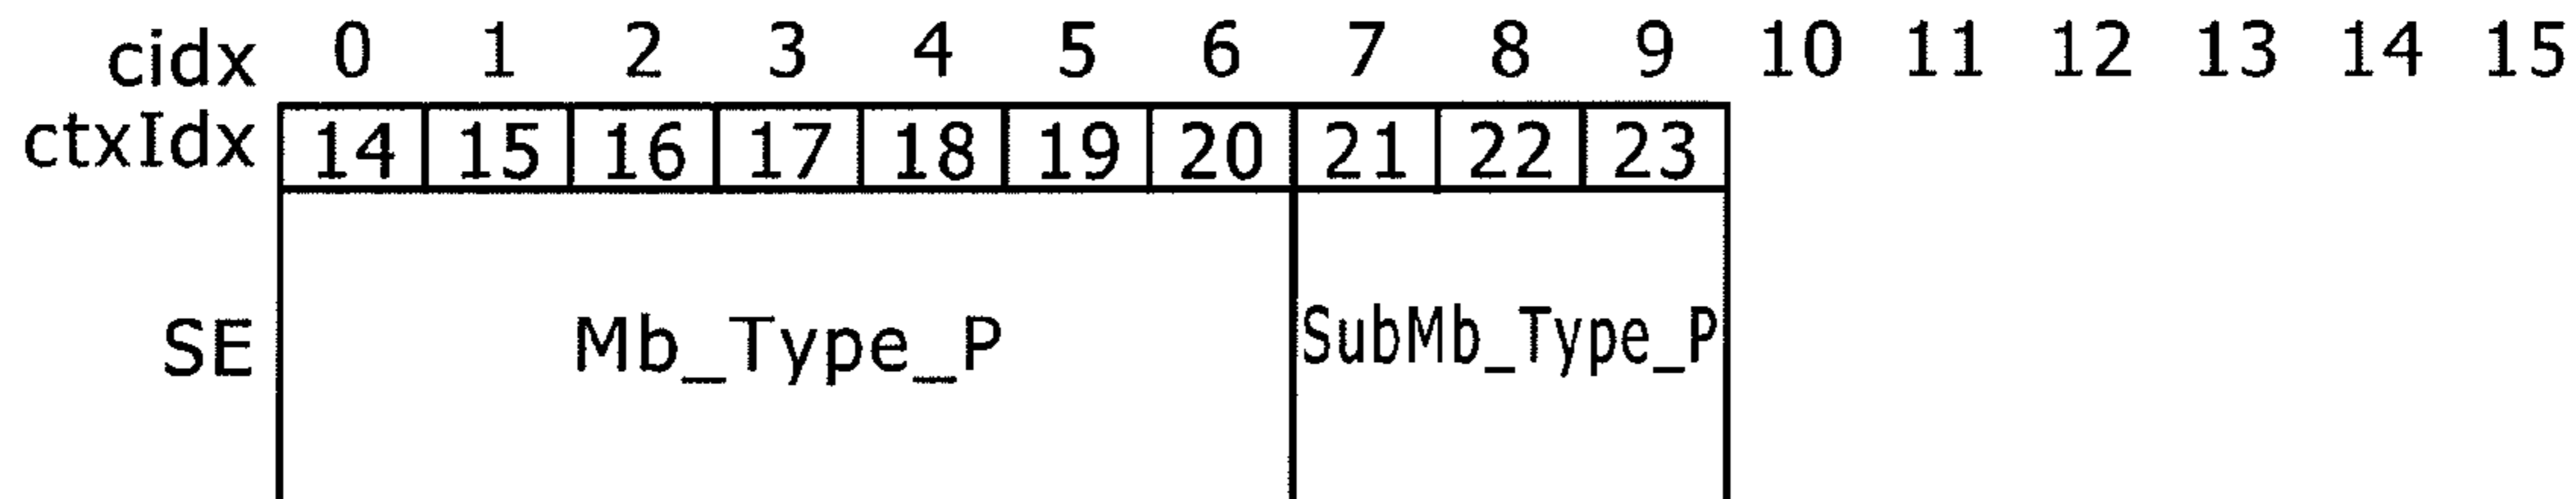 cidx 0 1 2 3 4 5 6 7 8 9 10 11 12 13 14 15
ctxIdx 14 15 16 17 18 19 20 21 22 23
SE Mb_Type_P SubMb_Type_P